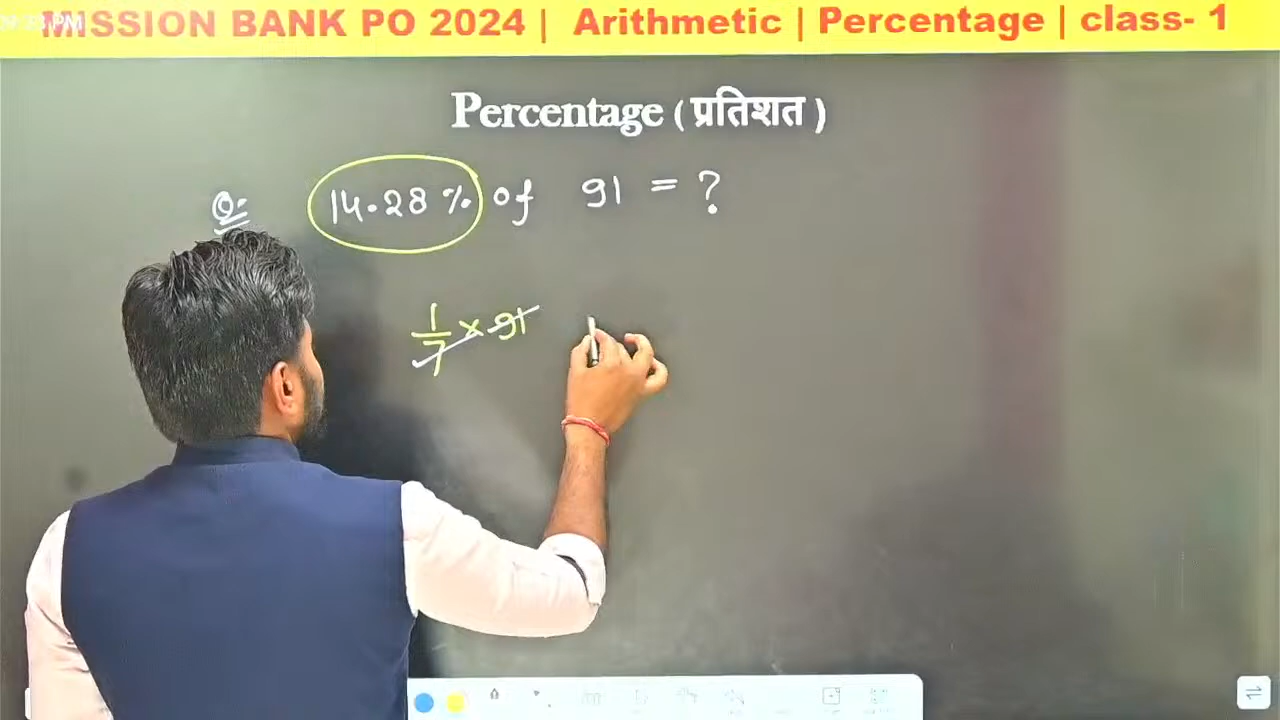 MISSION BANK PO 2024 | Arithmetic | Percentage | class- 1
Percentage ( प्रतिशत )
Q:
14.28 % of 91 = ?
1/7 × 91